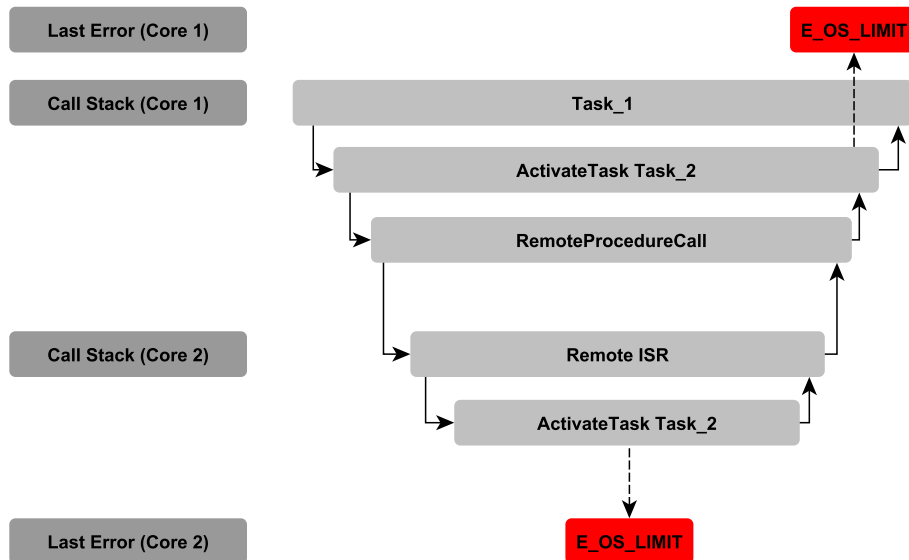 Last Error (Core 1)
E_OS_LIMIT
Call Stack (Core 1)
Task_1
ActivateTask Task_2
RemoteProcedureCall
Call Stack (Core 2)
Remote ISR
ActivateTask Task_2
Last Error (Core 2)
E_OS_LIMIT